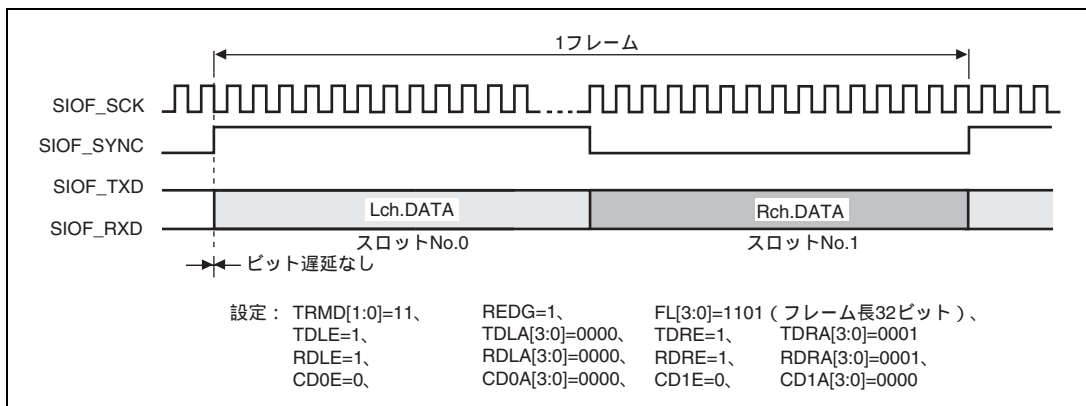 1フレーム
SIOF_SCK
SIOF_SYNC
SIOF_TXD
Lch.DATA Rch.DATA
SIOF_RXD
スロットNo.0 スロットNo.1
ビット遅延なし
設定： TRMD[1:0]=11、 REDG=1、 FL[3:0]=1101（フレーム長32ビット）、
TDLE=1、 TDLA[3:0]=0000、 TDRE=1、 TDRA[3:0]=0001
RDLE=1、 RDLA[3:0]=0000、 RDRE=1、 RDRA[3:0]=0001、
CD0E=0、 CD0A[3:0]=0000、 CD1E=0、 CD1A[3:0]=0000